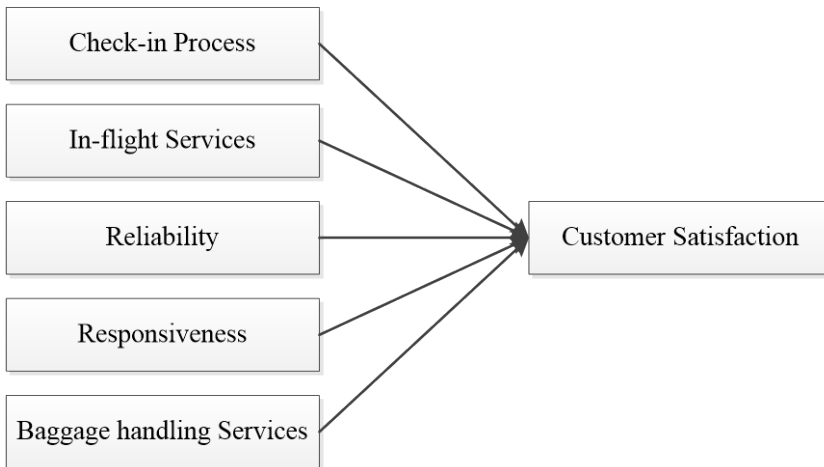 Check-in Process
In-flight Services
Reliability
Customer Satisfaction
Responsiveness
Baggage handling Services